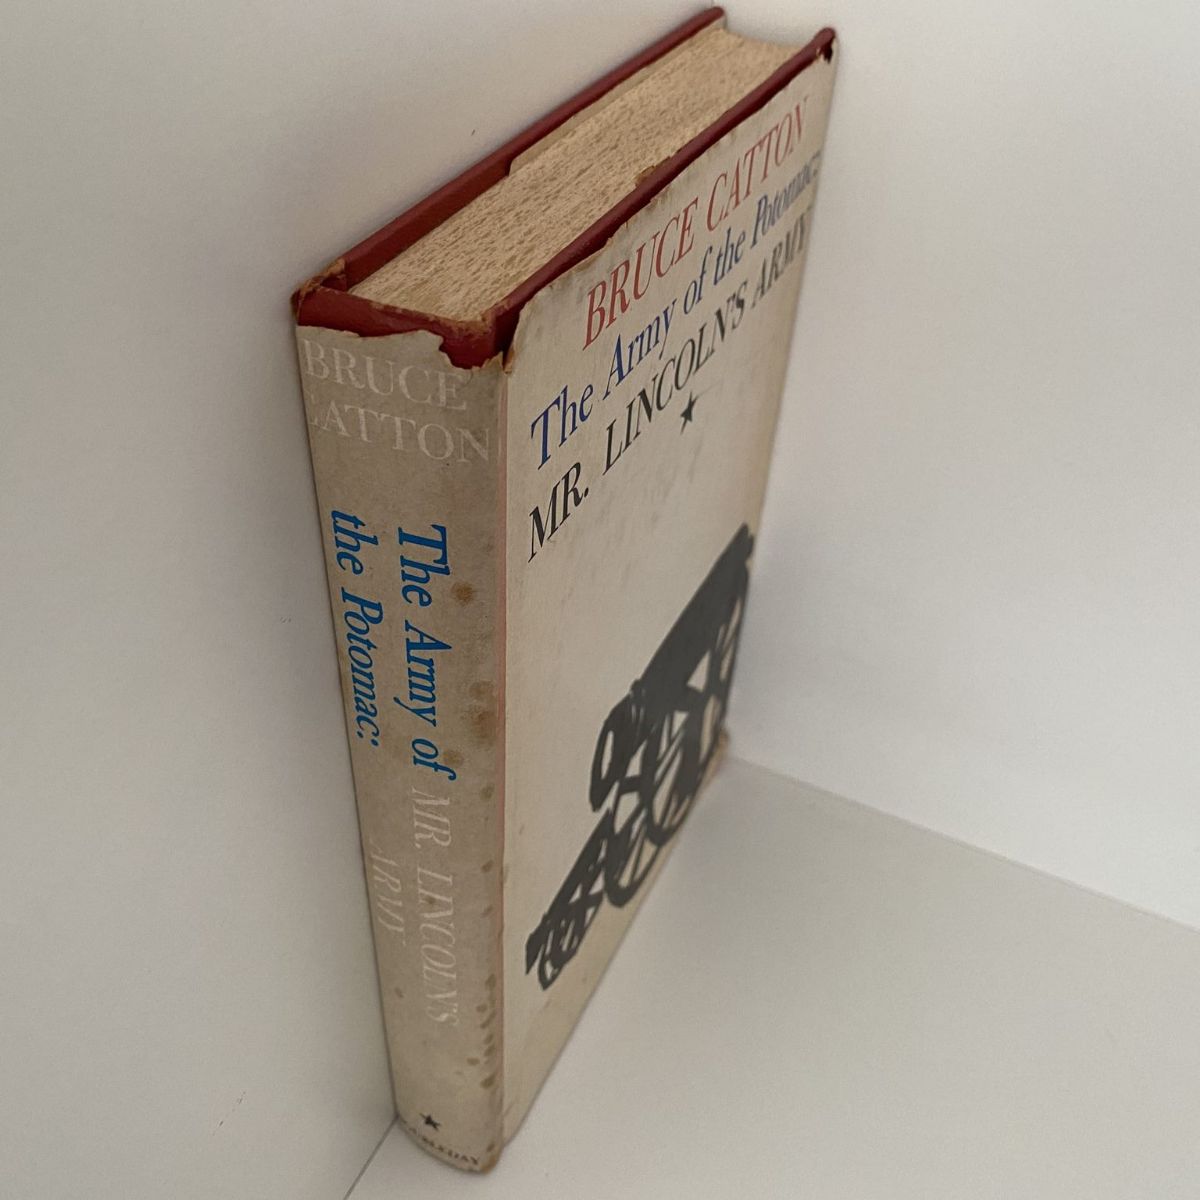 BRUCE CATTON
The Army of the Potomac:
MR. LINCOLN'S ARMY
BRUCE
CATTON
The Army of
the Potomac:
MR. LINCOLN'S
ARMY
DOUBLEDAY